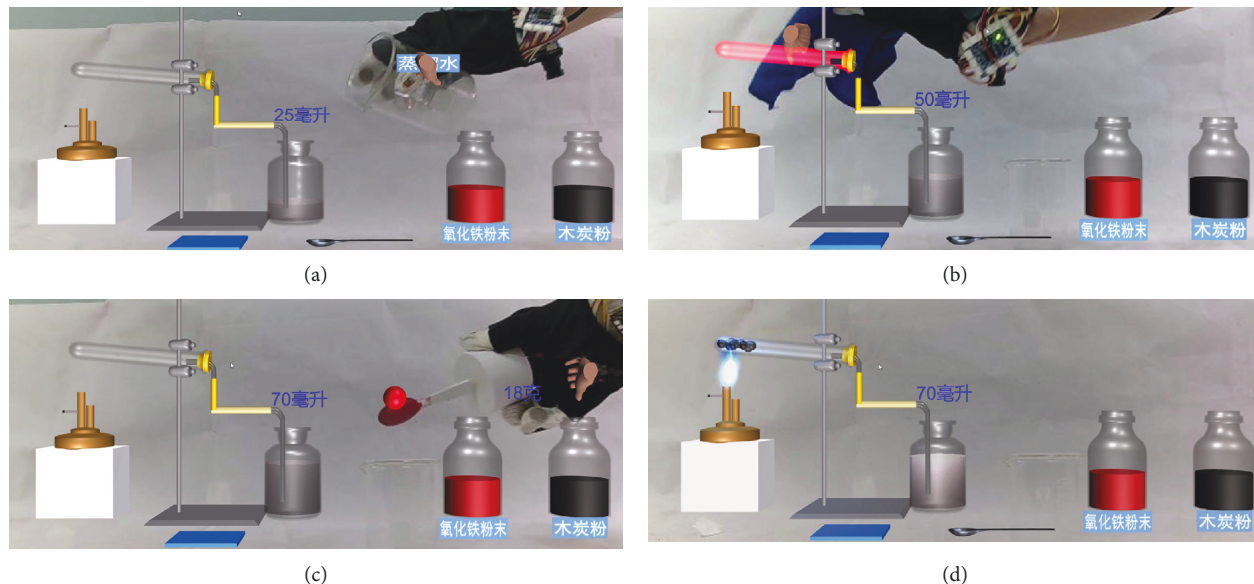 蒸 水
25毫升
氧化铁粉末
木炭粉
(a)
50毫升
氧化铁粉末
木炭粉
(b)
70毫升
18克
氧化铁粉末
木炭粉
(c)
70毫升
氧化铁粉末
木炭粉
(d)